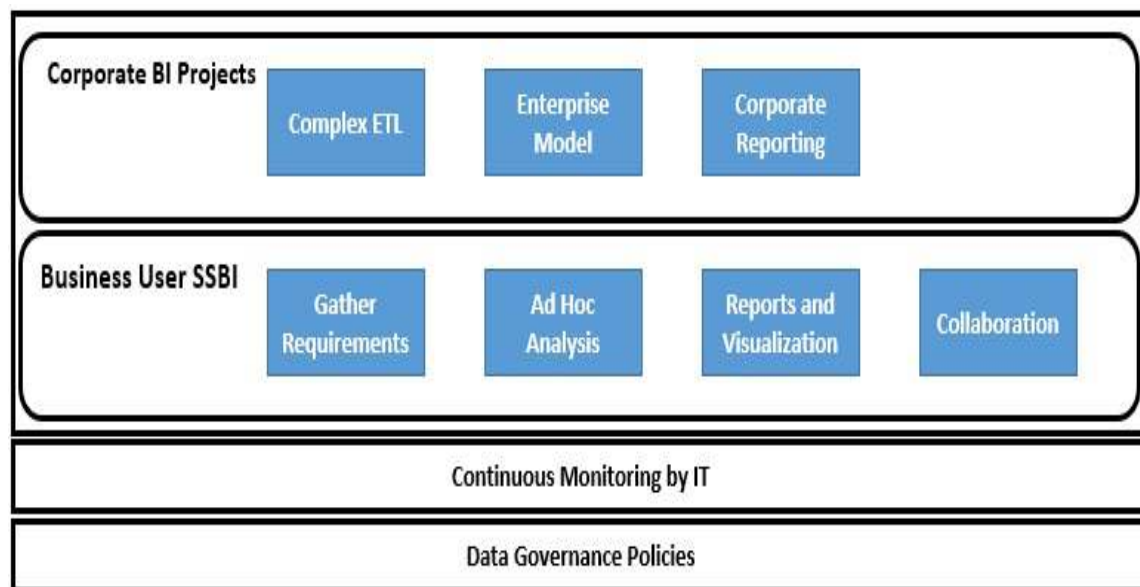 Corporate BI Projects
Complex ETL
Enterprise
Model
Corporate
Reporting
Business User SSBI
Gather
Requirements
Ad Hoc
Analysis
Reports and
Visualization
Collaboration
Continuous Monitoring by IT
Data Governance Policies